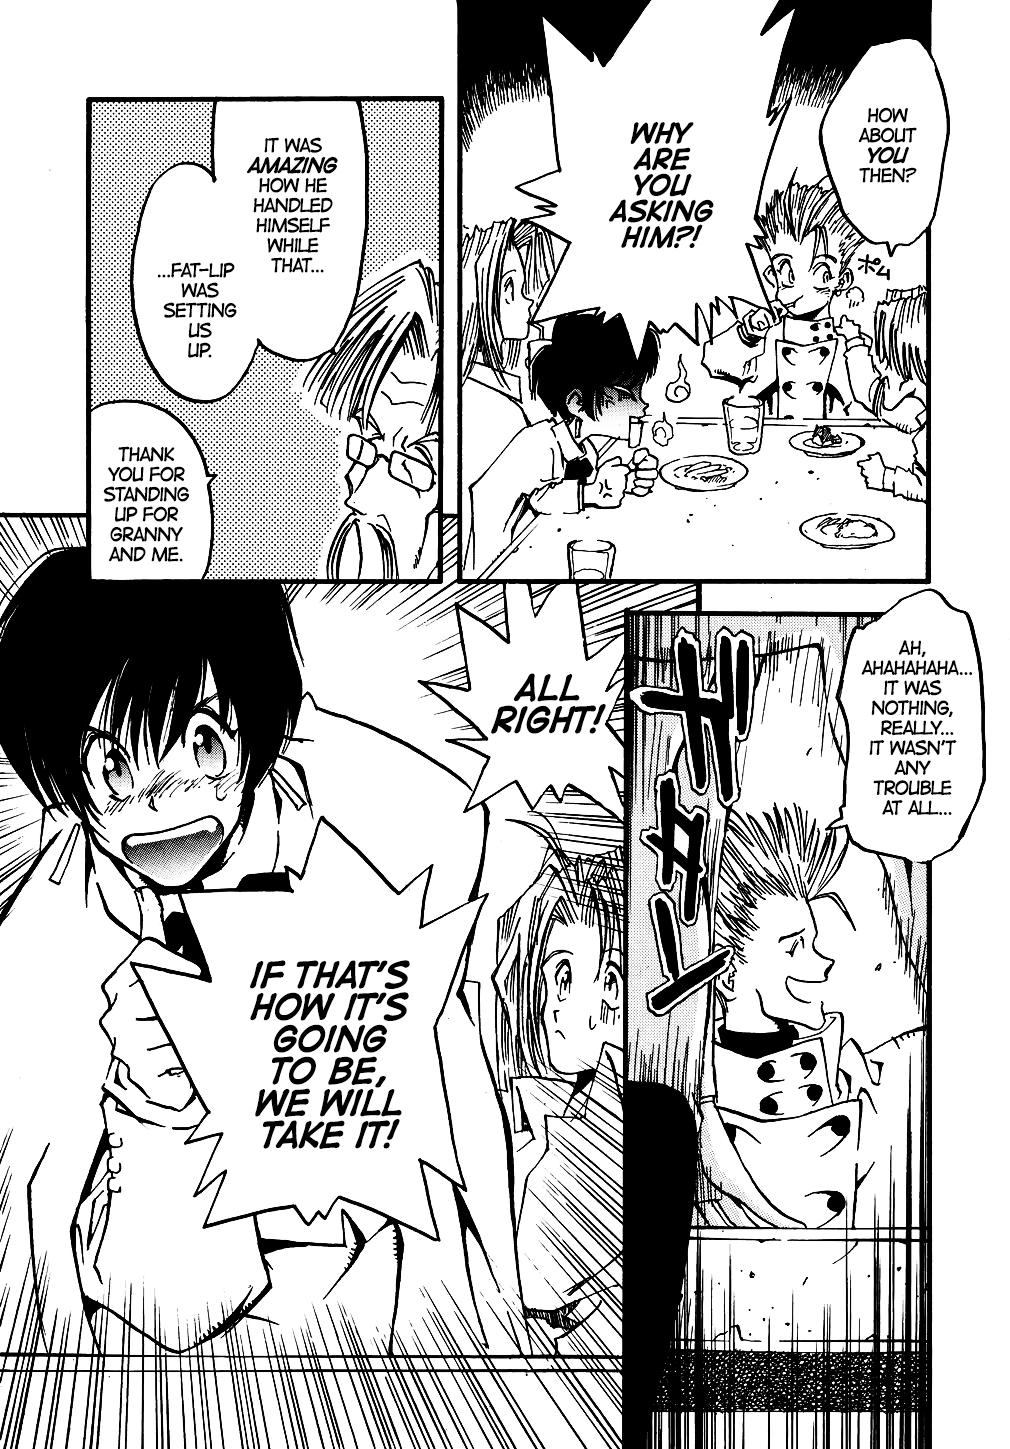 HOW
ABOUT
YOU
THEN?
WHY
ARE
YOU
ASKING
HIM?!
ポム
IT WAS
AMAZING
HOW HE
HANDLED
HIMSELF
WHILE
THAT...
...FAT-LIP
WAS
SETTING
US
UP.
THANK
YOU FOR
STANDING
UP FOR
GRANNY
AND ME.
AH,
AHAHAHAHA...
IT WAS
NOTHING,
REALLY...
IT WASN'T
ANY
TROUBLE
AT ALL....
ガタッ
ALL
RIGHT!
IF THAT'S
HOW IT'S
GOING
TO BE,
WE WILL
TAKE IT!